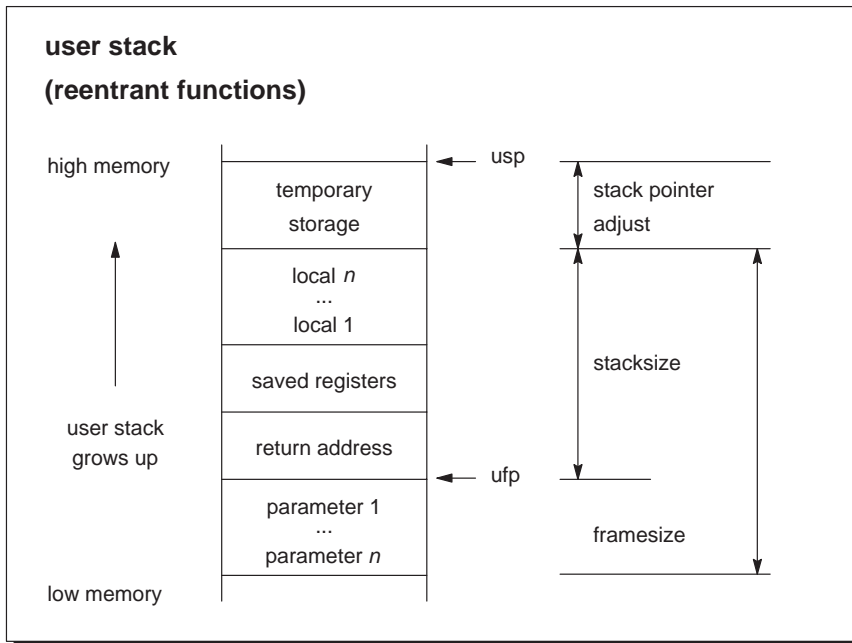 user stack
(reentrant functions)
high memory
usp
temporary
storage
stack pointer
adjust
local n
...
local 1
stacksize
saved registers
user stack
grows up
return address
ufp
parameter 1
...
parameter n
framesize
low memory